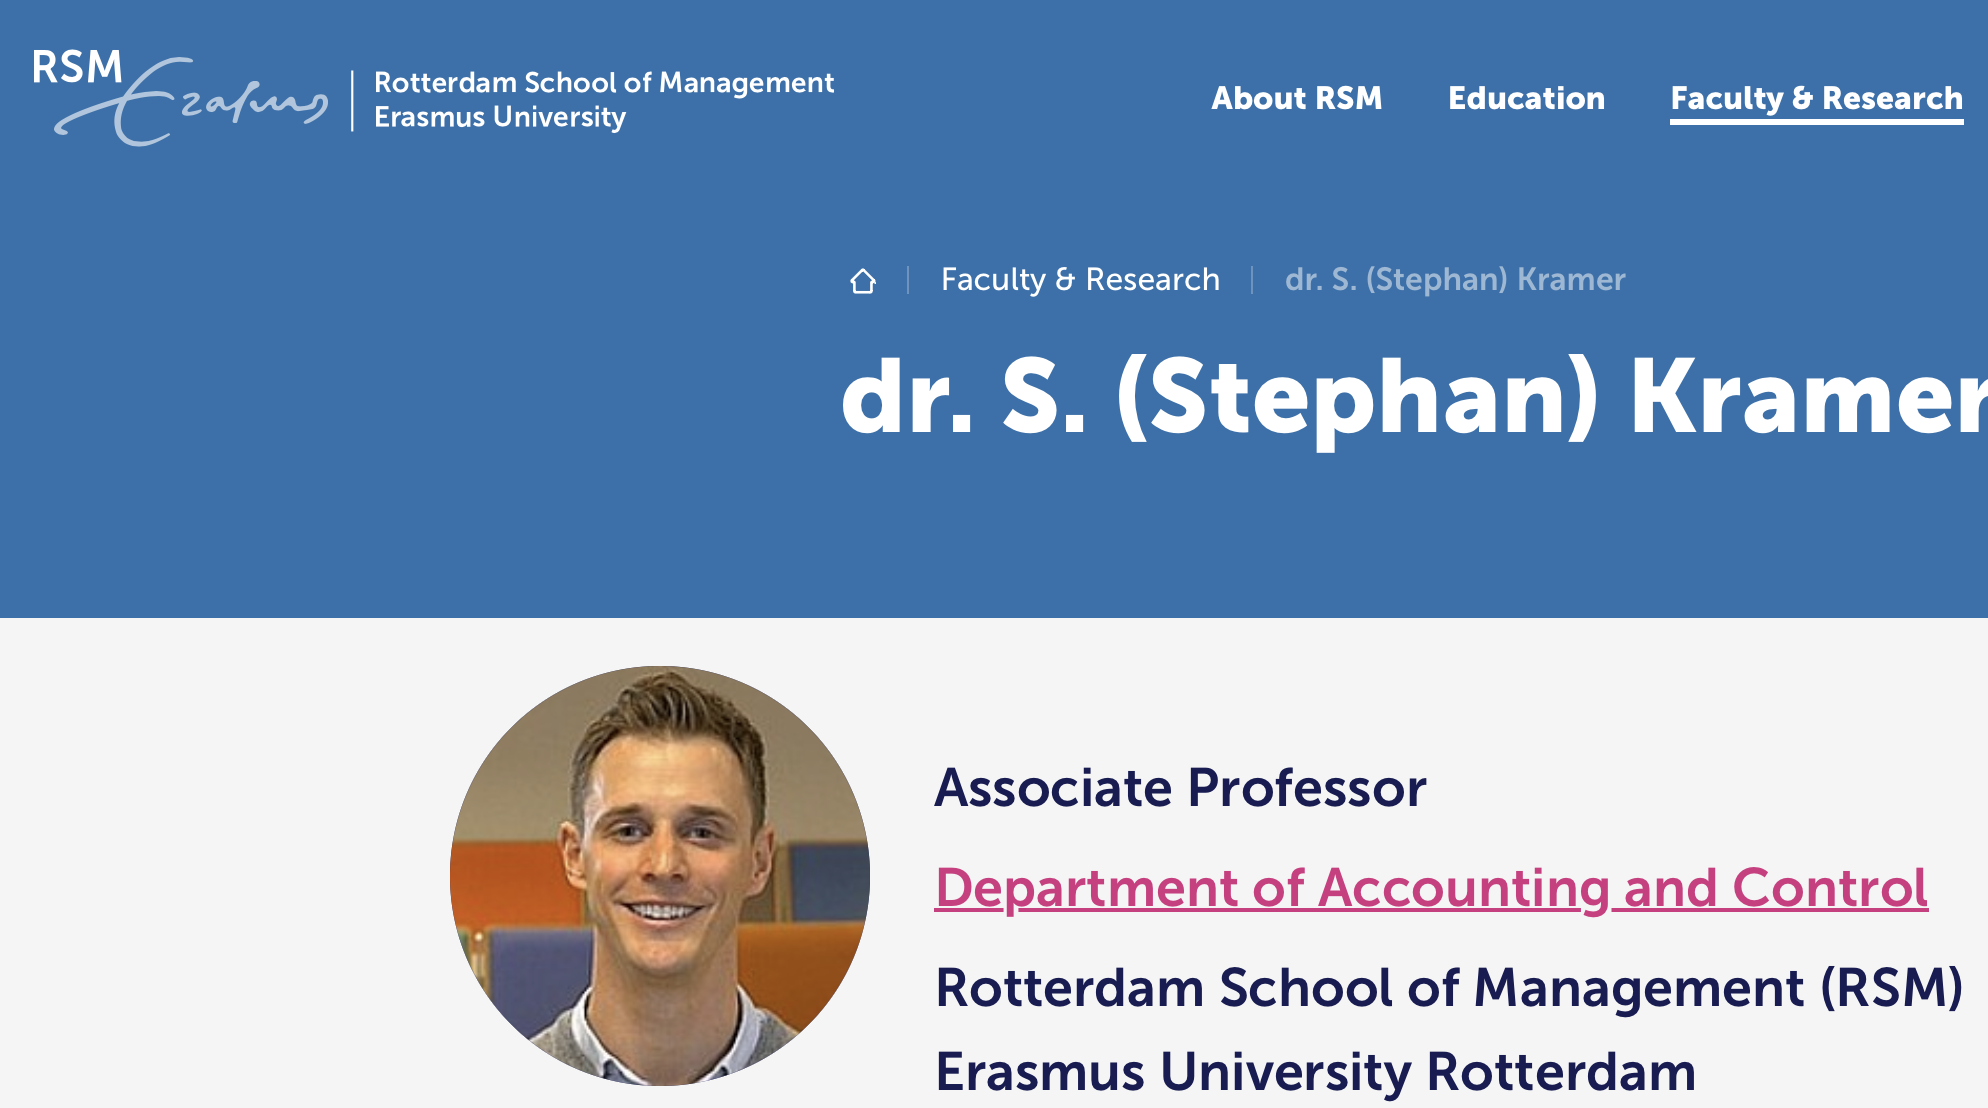 RSM
Erasmus
Rotterdam School of Management
Erasmus University
About RSM
Education
Faculty & Research
Faculty & Research
dr. S. (Stephan) Kramer
dr. S. (Stephan) Kramer
Associate Professor
Department of Accounting and Control
Rotterdam School of Management (RSM)
Erasmus University Rotterdam